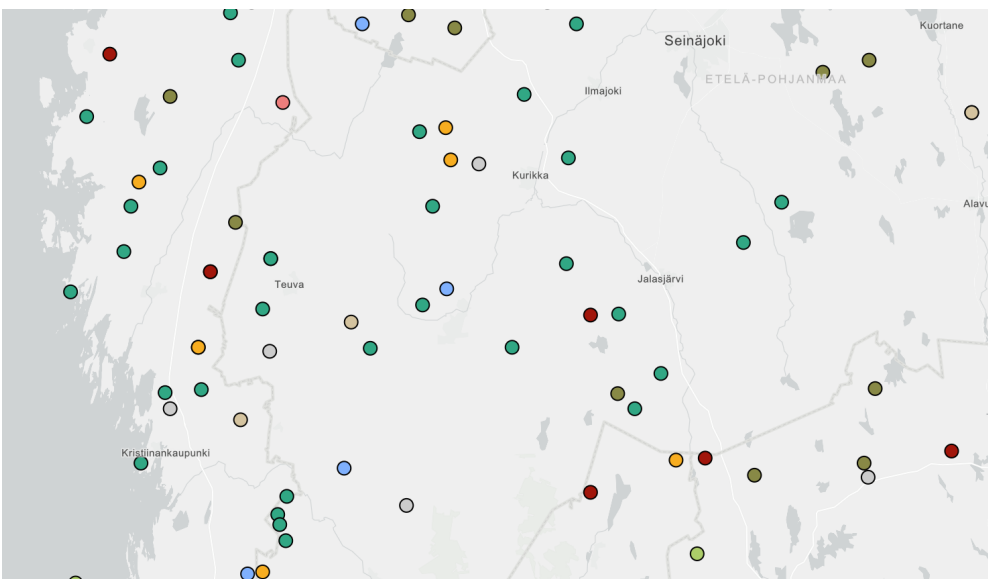 Kuortane
Seinäjoki
ETELÄ-POHJANMAA
Ilmajoki
Kurikka
Alavu
Jalasjärvi
Teuva
Kristiinankaupunki